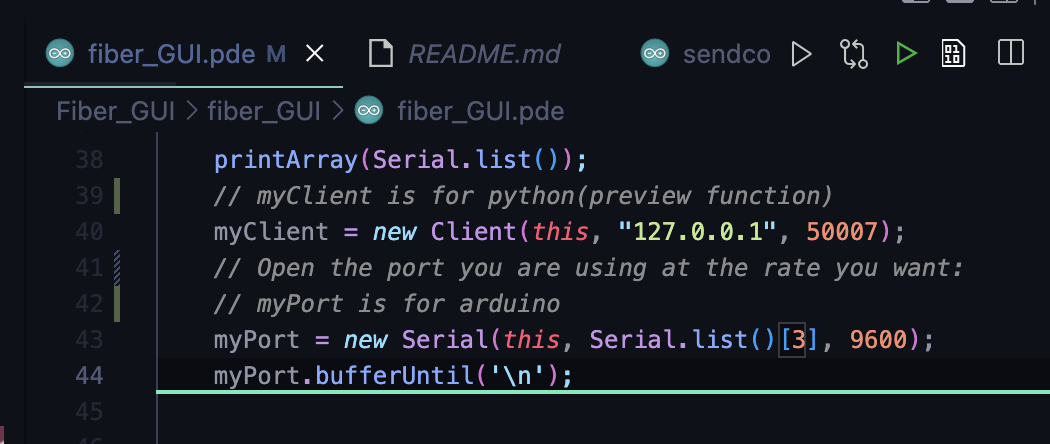 fiber_GUI.pde M
README.md
sendco
Fiber_GUI > fiber_GUI > fiber_GUI.pde
38 printArray(Serial.list());
39 // myClient is for python(preview function)
40 myClient = new Client(this, "127.0.0.1", 50007);
41 // Open the port you are using at the rate you want:
42 // myPort is for arduino
43 myPort = new Serial(this, Serial.list()[3], 9600);
44 myPort.bufferUntil('\n');
45